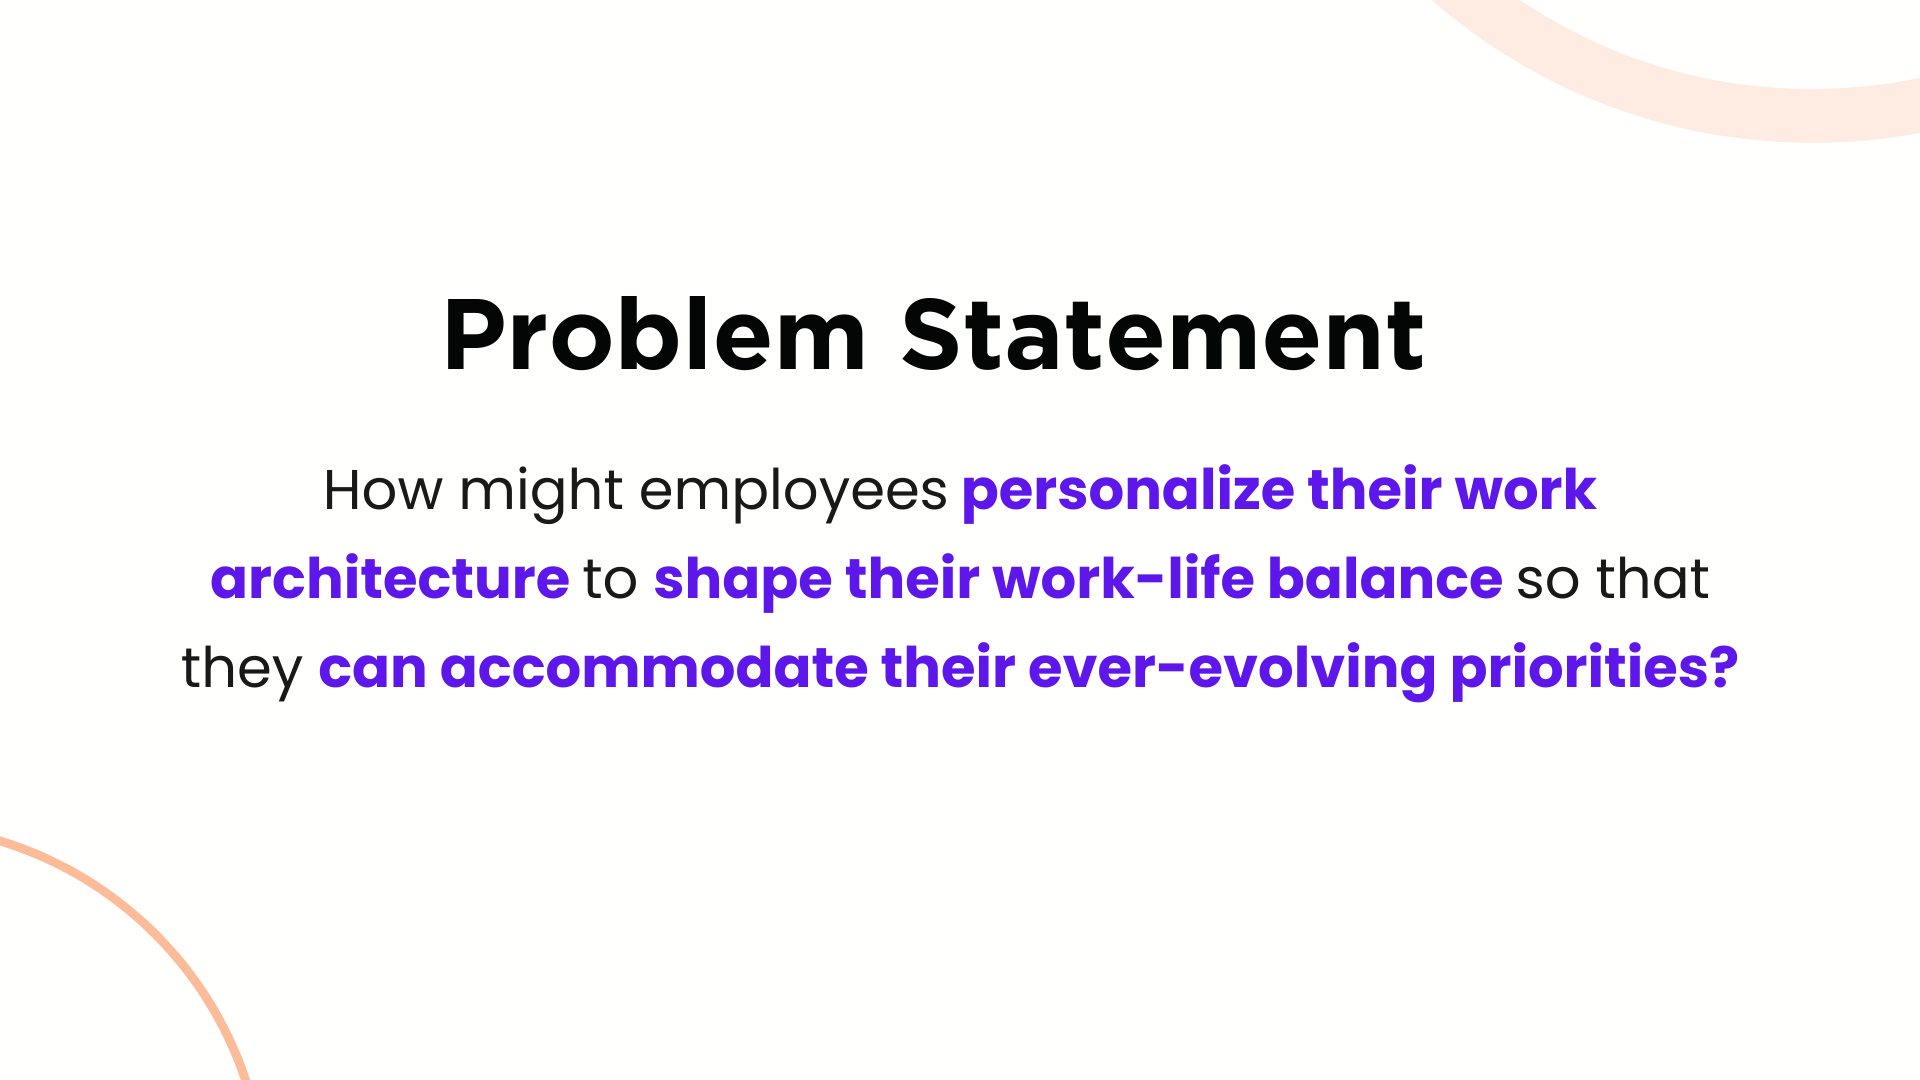 Problem Statement
How might employees personalize their work
architecture to shape their work-life balance so that
they can accommodate their ever-evolving priorities?